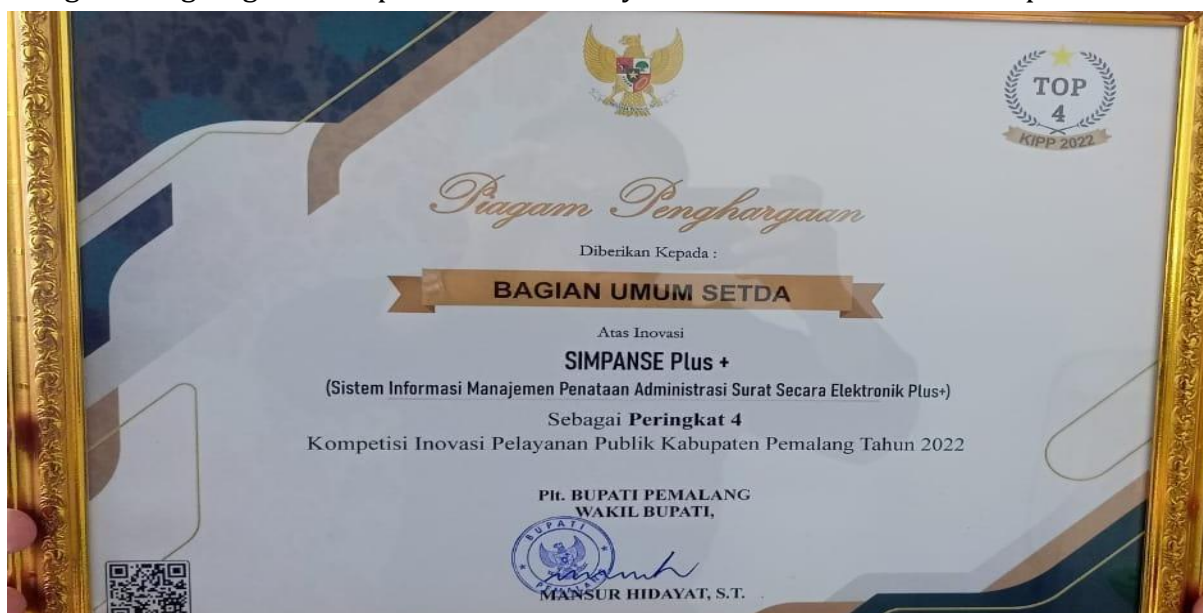 TOP
4
KIPP 2022
Piagam Penghargaan
Diberikan Kepada :
BAGIAN UMUM SETDA
Atas Inovasi
SIMPANSE Plus +
(Sistem Informasi Manajemen Penataan Administrasi Surat Secara Elektronik Plus+)
Sebagai Peringkat 4
Kompetisi Inovasi Pelayanan Publik Kabupaten Pemalang Tahun 2022
Plt. BUPATI PEMALANG
WAKIL BUPATI,
BUPATI
PEMALANG
MANSUR HIDAYAT, S.T.